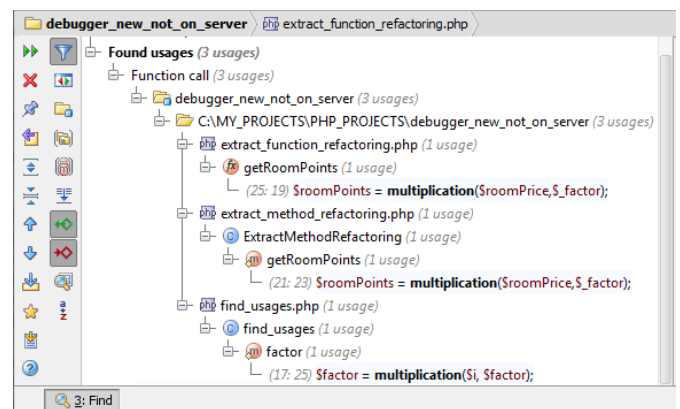 debugger_new_not_on_server extract_function_refactoring.php
Found usages (3 usages)
Function call (3 usages)
debugger_new_not_on_server (3 usages)
C:\MY_PROJECTS\PHP_PROJECTS\debugger_new_not_on_server (3 usages)
php extract_function_refactoring.php (1 usage)
getRoomPoints (1 usage)
(25: 19) $roomPoints = multiplication($roomPrice,$_factor);
php extract_method_refactoring.php (1 usage)
C ExtractMethodRefactoring (1 usage)
m getRoomPoints (1 usage)
(21: 23) $roomPoints = multiplication($roomPrice,$_factor);
php find_usages.php (1 usage)
C find_usages (1 usage)
m factor (1 usage)
(17: 25) $factor = multiplication($i, $factor);
3: Find